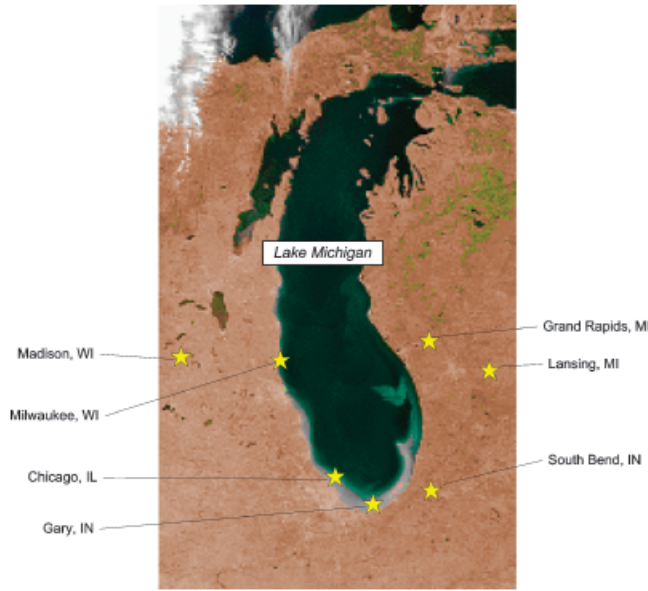 Lake Michigan
Grand Rapids, MI
Madison, WI
Lansing, MI
Milwaukee, WI
South Bend, IN
Chicago, IL
Gary, IN